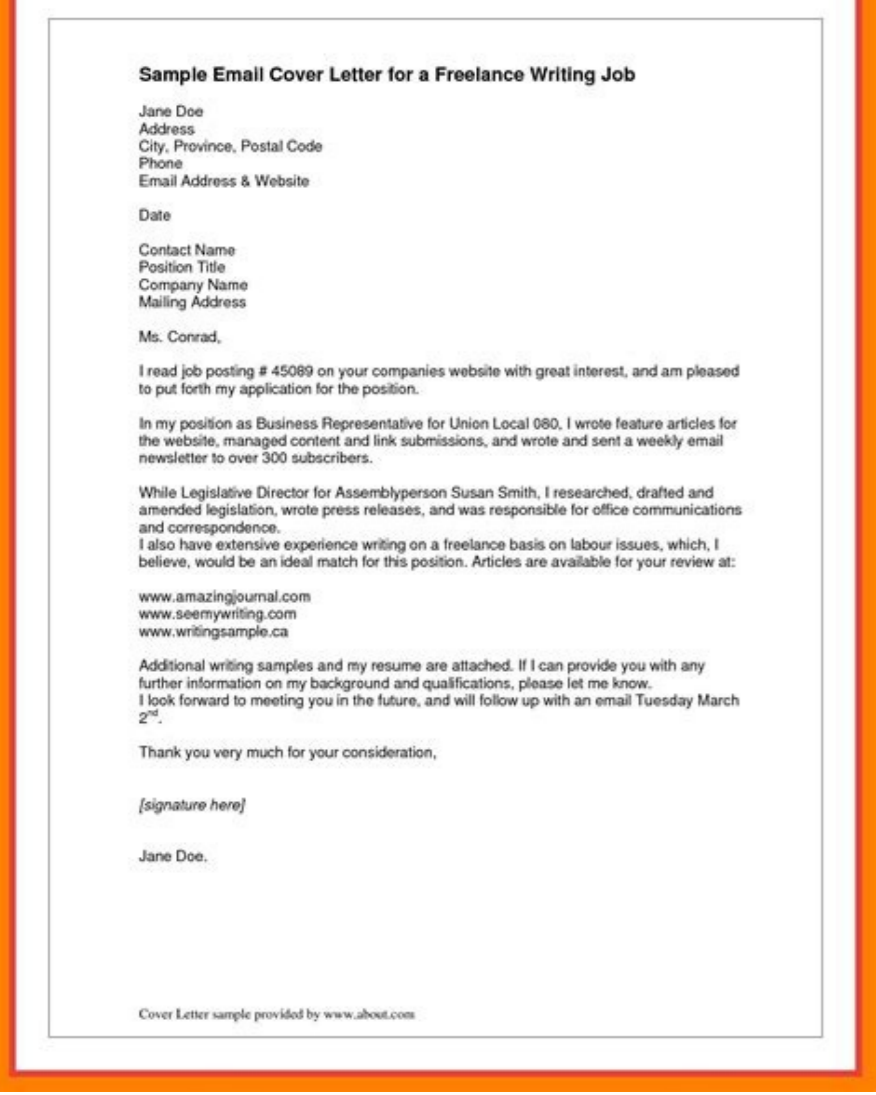 Sample Email Cover Letter for a Freelance Writing Job
Jane Doe
Address
City, Province, Postal Code
Phone
Email Address & Website
Date
Contact Name
Position Title
Company Name
Mailing Address
Ms. Conrad,
I read job posting # 45089 on your companies website with great interest, and am pleased
to put forth my application for the position.
In my position as Business Representative for Union Local 080, I wrote feature articles for
the website, managed content and link submissions, and wrote and sent a weekly email
newsletter to over 300 subscribers.
While Legislative Director for Assemblyperson Susan Smith, I researched, drafted and
amended legislation, wrote press releases, and was responsible for office communications
and correspondence.
I also have extensive experience writing on a freelance basis on labour issues, which, I
believe, would be an ideal match for this position. Articles are available for your review at:
www.amazingjournal.com
www.seemywriting.com
www.writingsample.ca
Additional writing samples and my resume are attached. If I can provide you with any
further information on my background and qualifications, please let me know.
I look forward to meeting you in the future, and will follow up with an email Tuesday March
2nd.
Thank you very much for your consideration,
[signature here]
Jane Doe.
Cover Letter sample provided by www.about.com